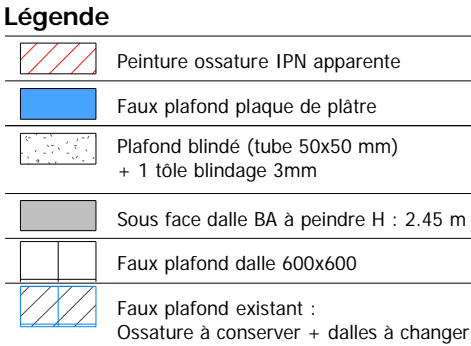 Légende
Peinture ossature IPN apparente
Faux plafond plaque de plâtre
Plafond blindé (tube 50x50 mm)
+ 1 tôle blindage 3mm
Sous face dalle BA à peindre H : 2.45 m
Faux plafond dalle 600x600
Faux plafond existant :
Ossature à conserver + dalles à changer